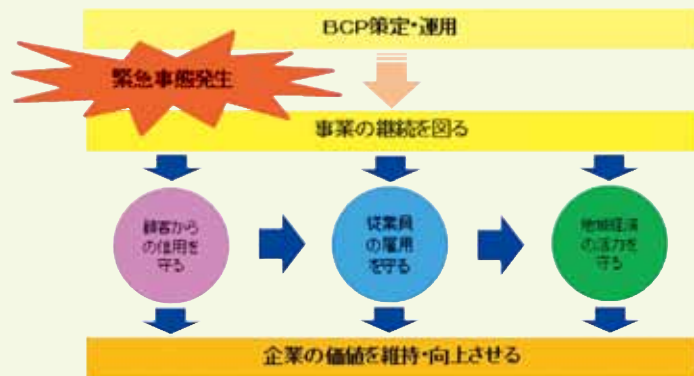 BCP策定・運用
緊急事態発生
事業の継続を図る
顧客から
の信用を
守る
従業員
の雇用
を守る
地域経済
の活力を
守る
企業の価値を維持・向上させる